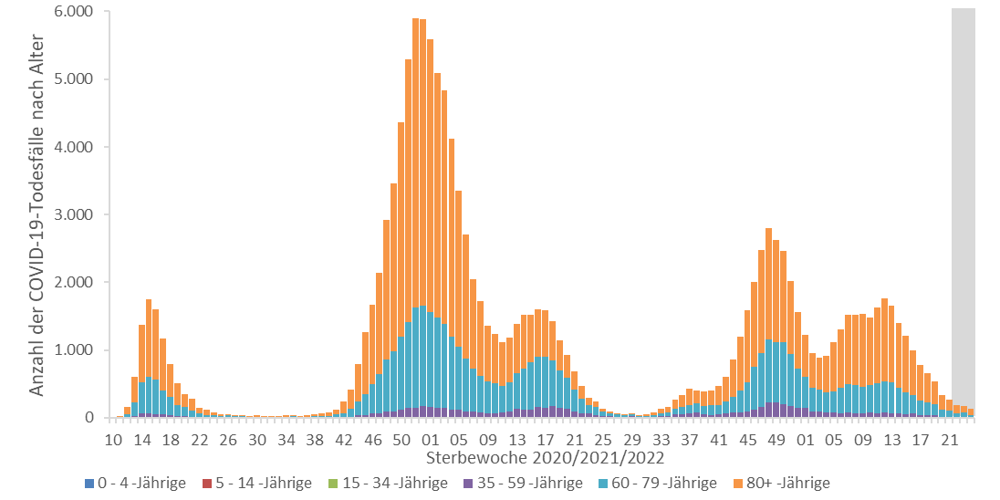 Anzahl der COVID-19-Todesfälle nach Alter
6.000
5.000
4.000
3.000
2.000
1.000
0
10 14 18 22 26 30 34 38 42 46 50 01 05 09 13 17 21 25 29 33 37 41 45 49 01 05 09 13 17 21
Sterbewoche 2020/2021/2022
0 - 4 -Jährige 5 - 14 -Jährige 15 - 34 -Jährige 35 - 59 -Jährige 60 - 79 -Jährige 80+ -Jährige